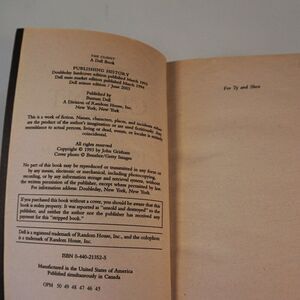 THE CLIENT
A Dell Book
PUBLISHING HISTORY
Doubleday hardcover edition published March 1993
Dell mass market edition published March 1994
Dell reissue edition / June 2003
Published by
Bantam Dell
A Division of Random House, Inc.
New York, New York
This is a work of fiction. Names, characters, places, and incidents either
are the product of the author's imagination or are used fictitiously. Any
resemblance to actual persons, living or dead, events, or locales is entirely
coincidental.
All rights reserved
Copyright © 1993 by John Grisham
Cover photo © Brauther/Getty Images
No part of this book may be reproduced or transmitted in any form or
by any means, electronic or mechanical, including photocopying,
recording, or by any information storage and retrieval system, without
the written permission of the publisher, except where permitted by law.
For information address: Doubleday, New York, New York.
If you purchased this book without a cover, you should be aware that this
book is stolen property. It was reported as "unsold and destroyed" to the
publisher, and neither the author nor the publisher has received any
payment for this "stripped book."
Dell is a registered trademark of Random House, Inc., and the colophon
is a trademark of Random House, Inc.
ISBN 0-440-21352-5
Manufactured in the United States of America
Published simultaneously in Canada
OPM 50 49 48 47 46 45
For Ty and Shea